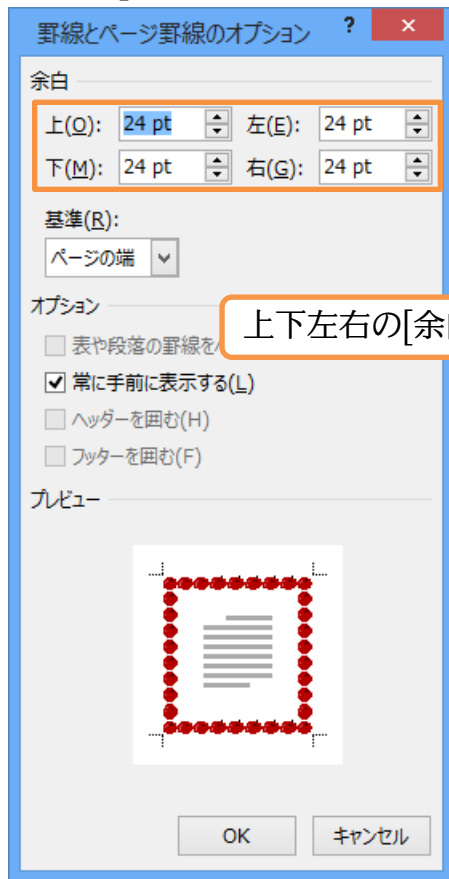 罫線とページ罫線のオプション ? ×
余白
上(O): 24 pt 左(E): 24 pt
下(M): 24 pt 右(G): 24 pt
基準(R):
ページの端
オプション
上下左右の[余
表や段落の罫線を
✓ 常に手前に表示する(L)
ヘッダーを囲む(H)
フッターを囲む(F)
プレビュー
OK キャンセル